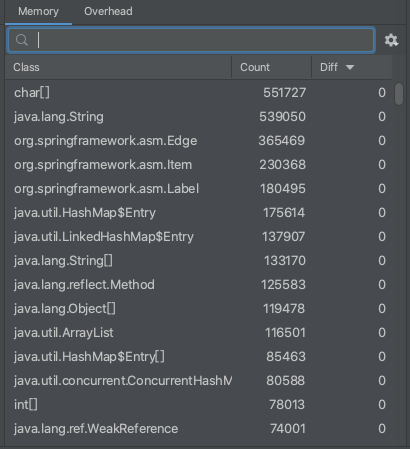 Memory Overhead
Class Count Diff
char[] 551727 0
java.lang.String 539050 0
org.springframework.asm.Edge 365469 0
org.springframework.asm.Item 230368 0
org.springframework.asm.Label 180495 0
java.util.HashMap$Entry 175614 0
java.util.LinkedHashMap$Entry 137907 0
java.lang.String[] 133170 0
java.lang.reflect.Method 125583 0
java.lang.Object[] 119478 0
java.util.ArrayList 116501 0
java.util.HashMap$Entry[] 85463 0
java.util.concurrent.ConcurrentHashM 80588 0
int[] 78013 0
java.lang.ref.WeakReference 74001 0